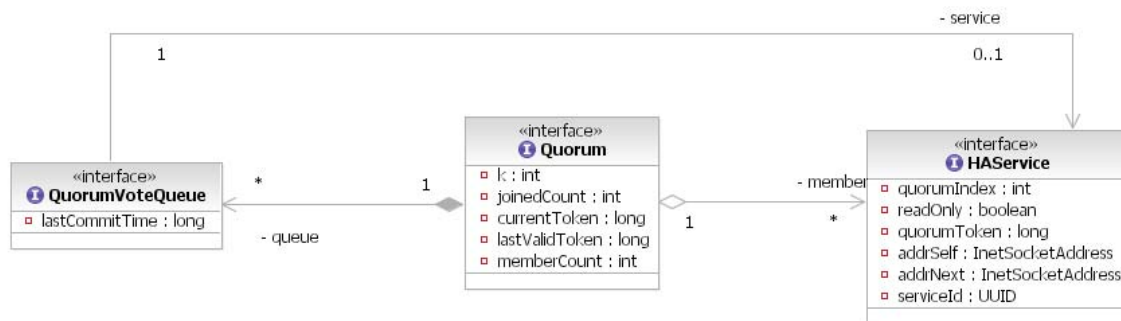 - service
1
0..1
«interface»
Quorum
k : int
joinedCount : int
currentToken : long
lastValidToken : long
memberCount : int
«interface»
HAService
quorumIndex : int
readOnly : boolean
quorumToken : long
addrSelf : InetSocketAddress
addrNext : InetSocketAddress
serviceId : UUID
«interface»
QuorumVoteQueue
lastCommitTime : long
*
1
- queue
- member
1
*